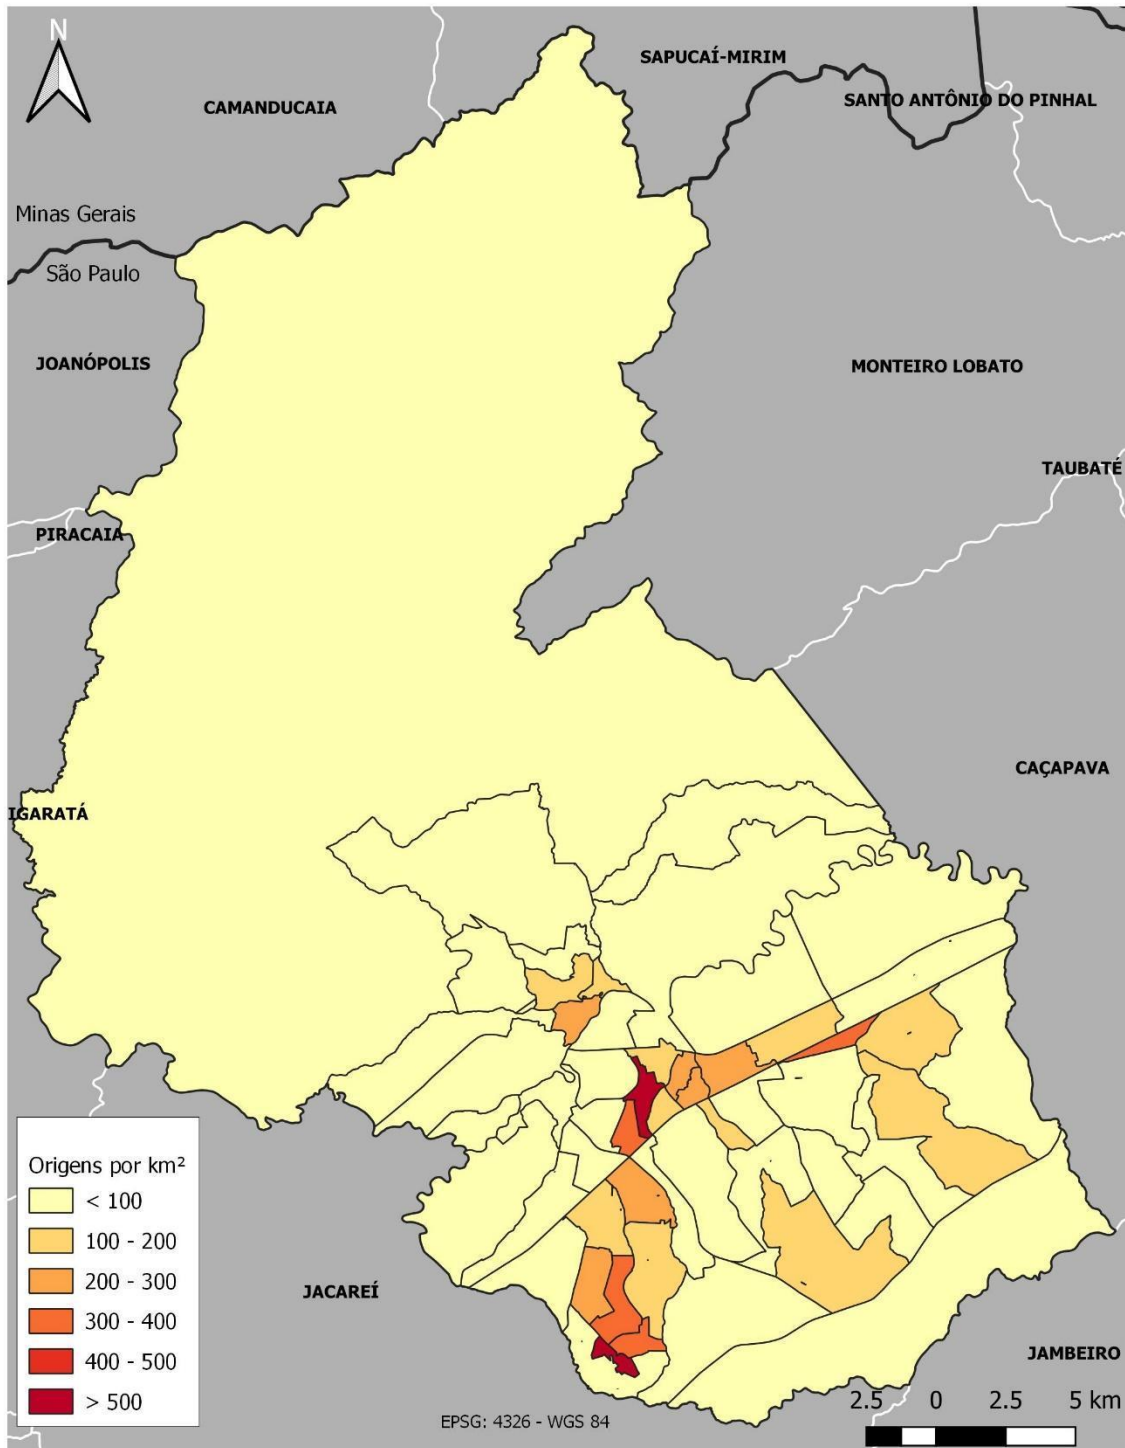 N
SAPUCAÍ-MIRIM
CAMANDUCAIA
SANTO ANTÔNIO DO PINHAL
Minas Gerais
São Paulo
JOANÓPOLIS
MONTEIRO LOBATO
TAUBATÉ
PIRACAIA
CAÇAPAVA
IGARATÁ
Origens por km²
< 100
100 - 200
200 - 300
300 - 400
400 - 500
> 500
JACAREÍ
JAMBEIRO
2.5 0 2.5 5 km
EPSG: 4326 - WGS 84